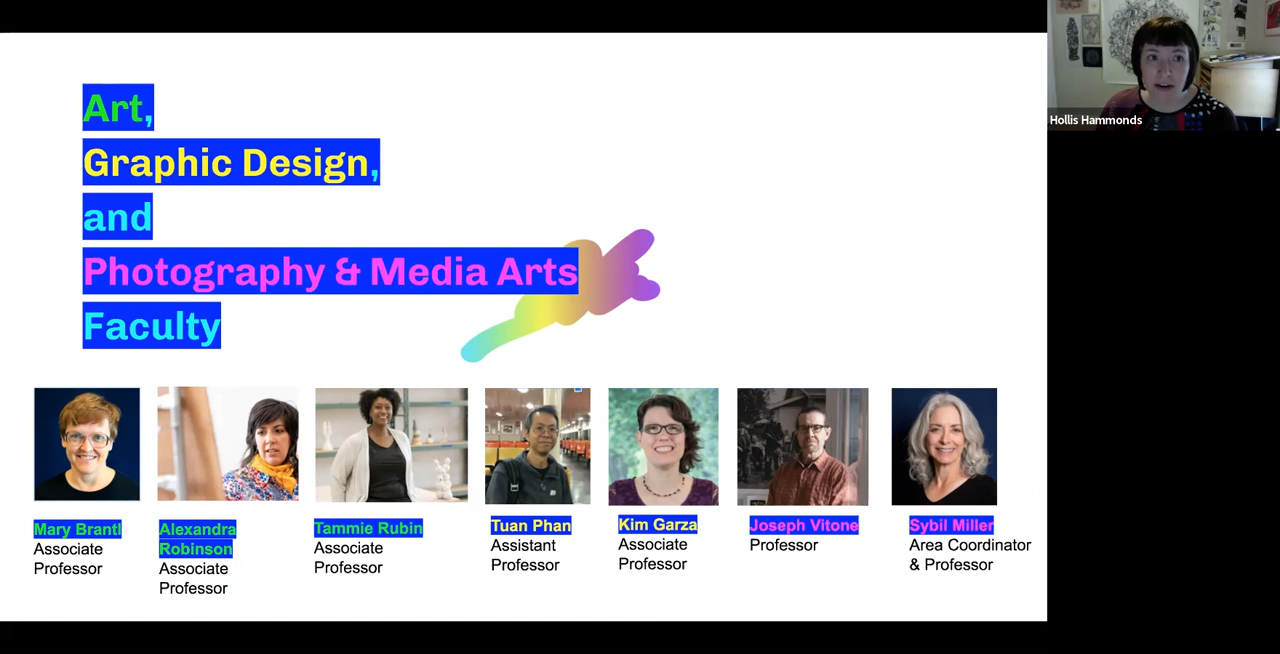 Art,
Graphic Design,
and
Photography & Media Arts
Faculty
Hollis Hammonds
Mary Brantl
Associate
Professor
Alexandra
Robinson
Associate
Professor
Tammie Rubin
Associate
Professor
Tuan Phan
Assistant
Professor
Kim Garza
Associate
Professor
Joseph Vitone
Professor
Sybil Miller
Area Coordinator
& Professor